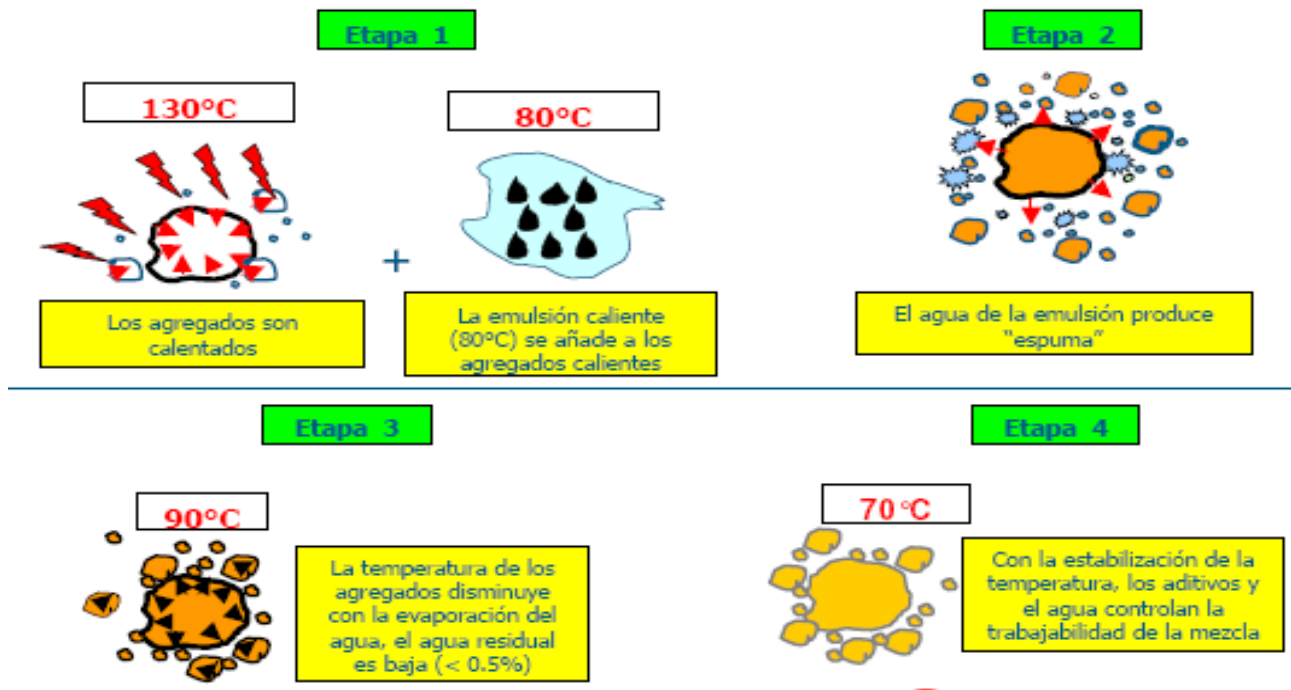 Etapa 1
130°C
80°C
+
Los agregados son
calentados
La emulsión caliente
(80ºC) se añade a los
agregados calientes
Etapa 2
El agua de la emulsión produce
"espuma"
Etapa 3
90°C
La temperatura de los
agregados disminuye
con la evaporación del
agua, el agua residual
es baja (< 0.5%)
Etapa 4
70 °C
Con la estabilización de la
temperatura, los aditivos y
el agua controlan la
trabajabilidad de la mezcla